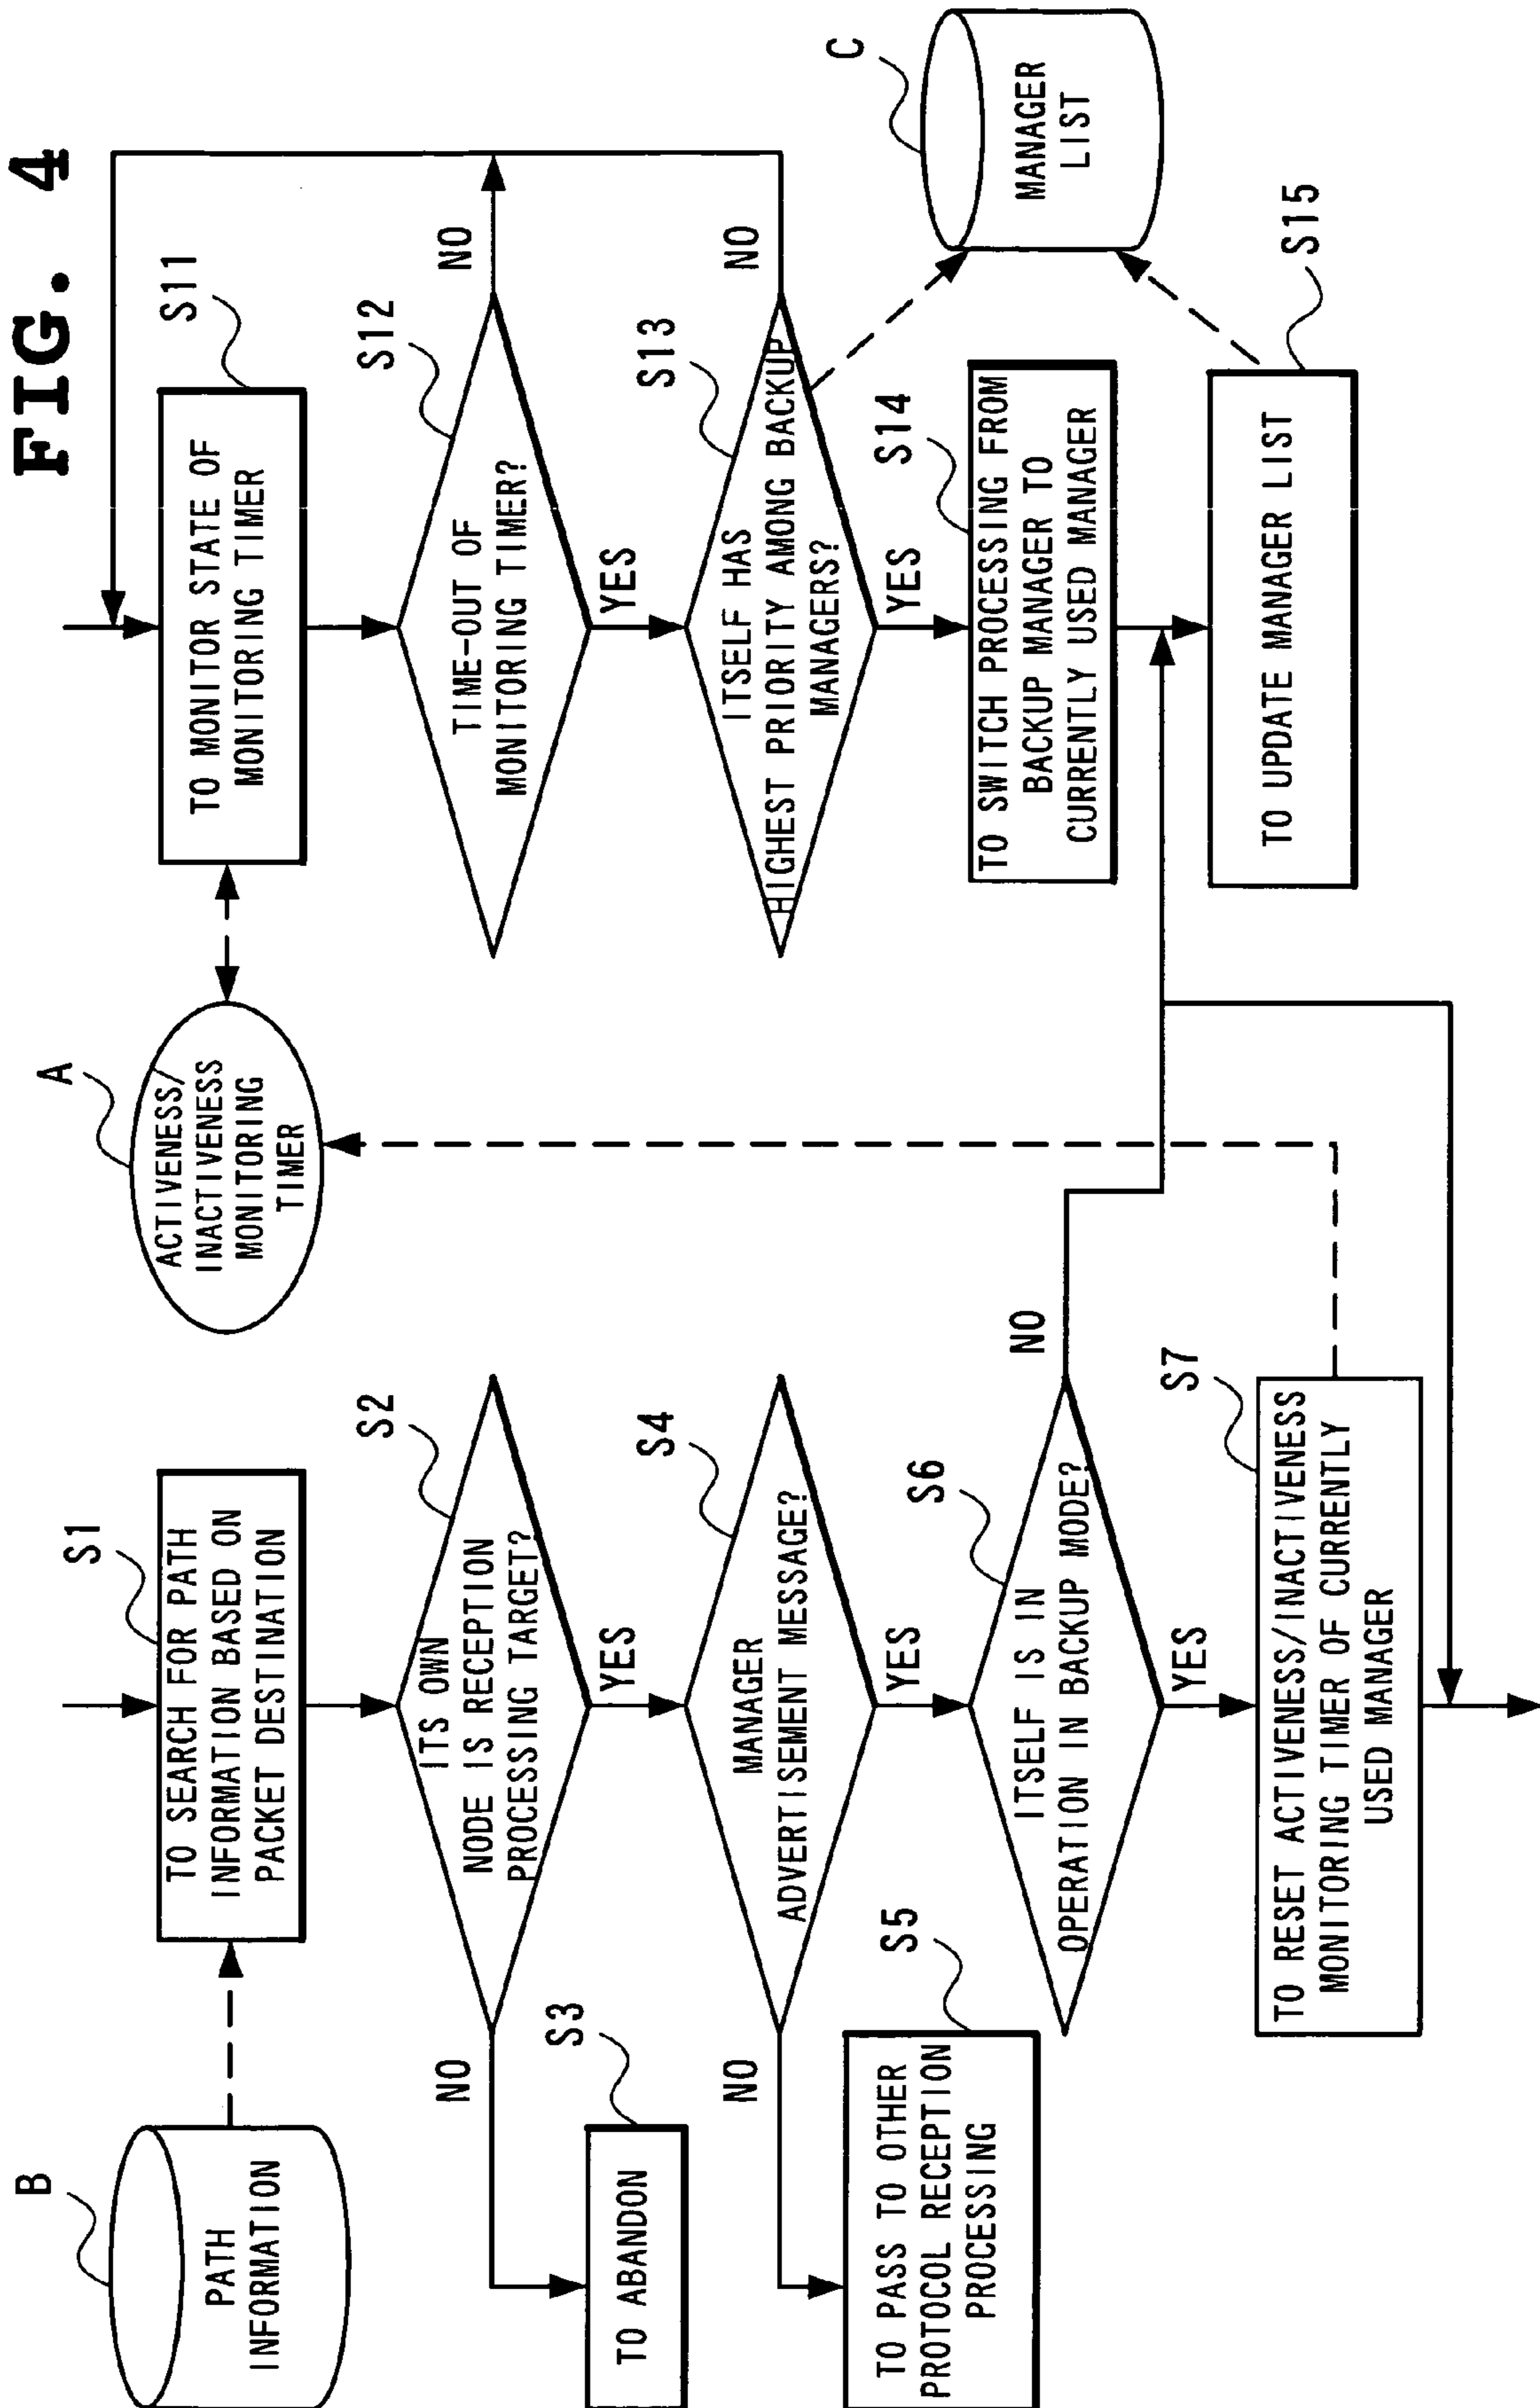 FIG. 4
B
PATH
INFORMATION
S1
TO SEARCH FOR PATH
INFORMATION BASED ON
PACKET DESTINATION
S2
ITS OWN
NODE IS RECEPTION
PROCESSING TARGET?
NO
YES
S3
TO ABANDON
S4
MANAGER
ADVERTISEMENT MESSAGE?
NO
YES
S5
TO PASS TO OTHER
PROTOCOL RECEPTION
PROCESSING
S6
ITSELF IS IN
OPERATION IN BACKUP MODE?
NO
YES
S7
TO RESET ACTIVENESS/INACTIVENESS
MONITORING TIMER OF CURRENTLY
USED MANAGER
A
ACTIVENESS/
INACTIVENESS
MONITORING
TIMER
S11
TO MONITOR STATE OF
MONITORING TIMER
S12
TIME-OUT OF
MONITORING TIMER?
NO
YES
S13
ITSELF HAS
HIGHEST PRIORITY AMONG BACKUP
MANAGERS?
NO
YES
S14
TO SWITCH PROCESSING FROM
BACKUP MANAGER TO
CURRENTLY USED MANAGER
S15
TO UPDATE MANAGER LIST
C
MANAGER
LIST